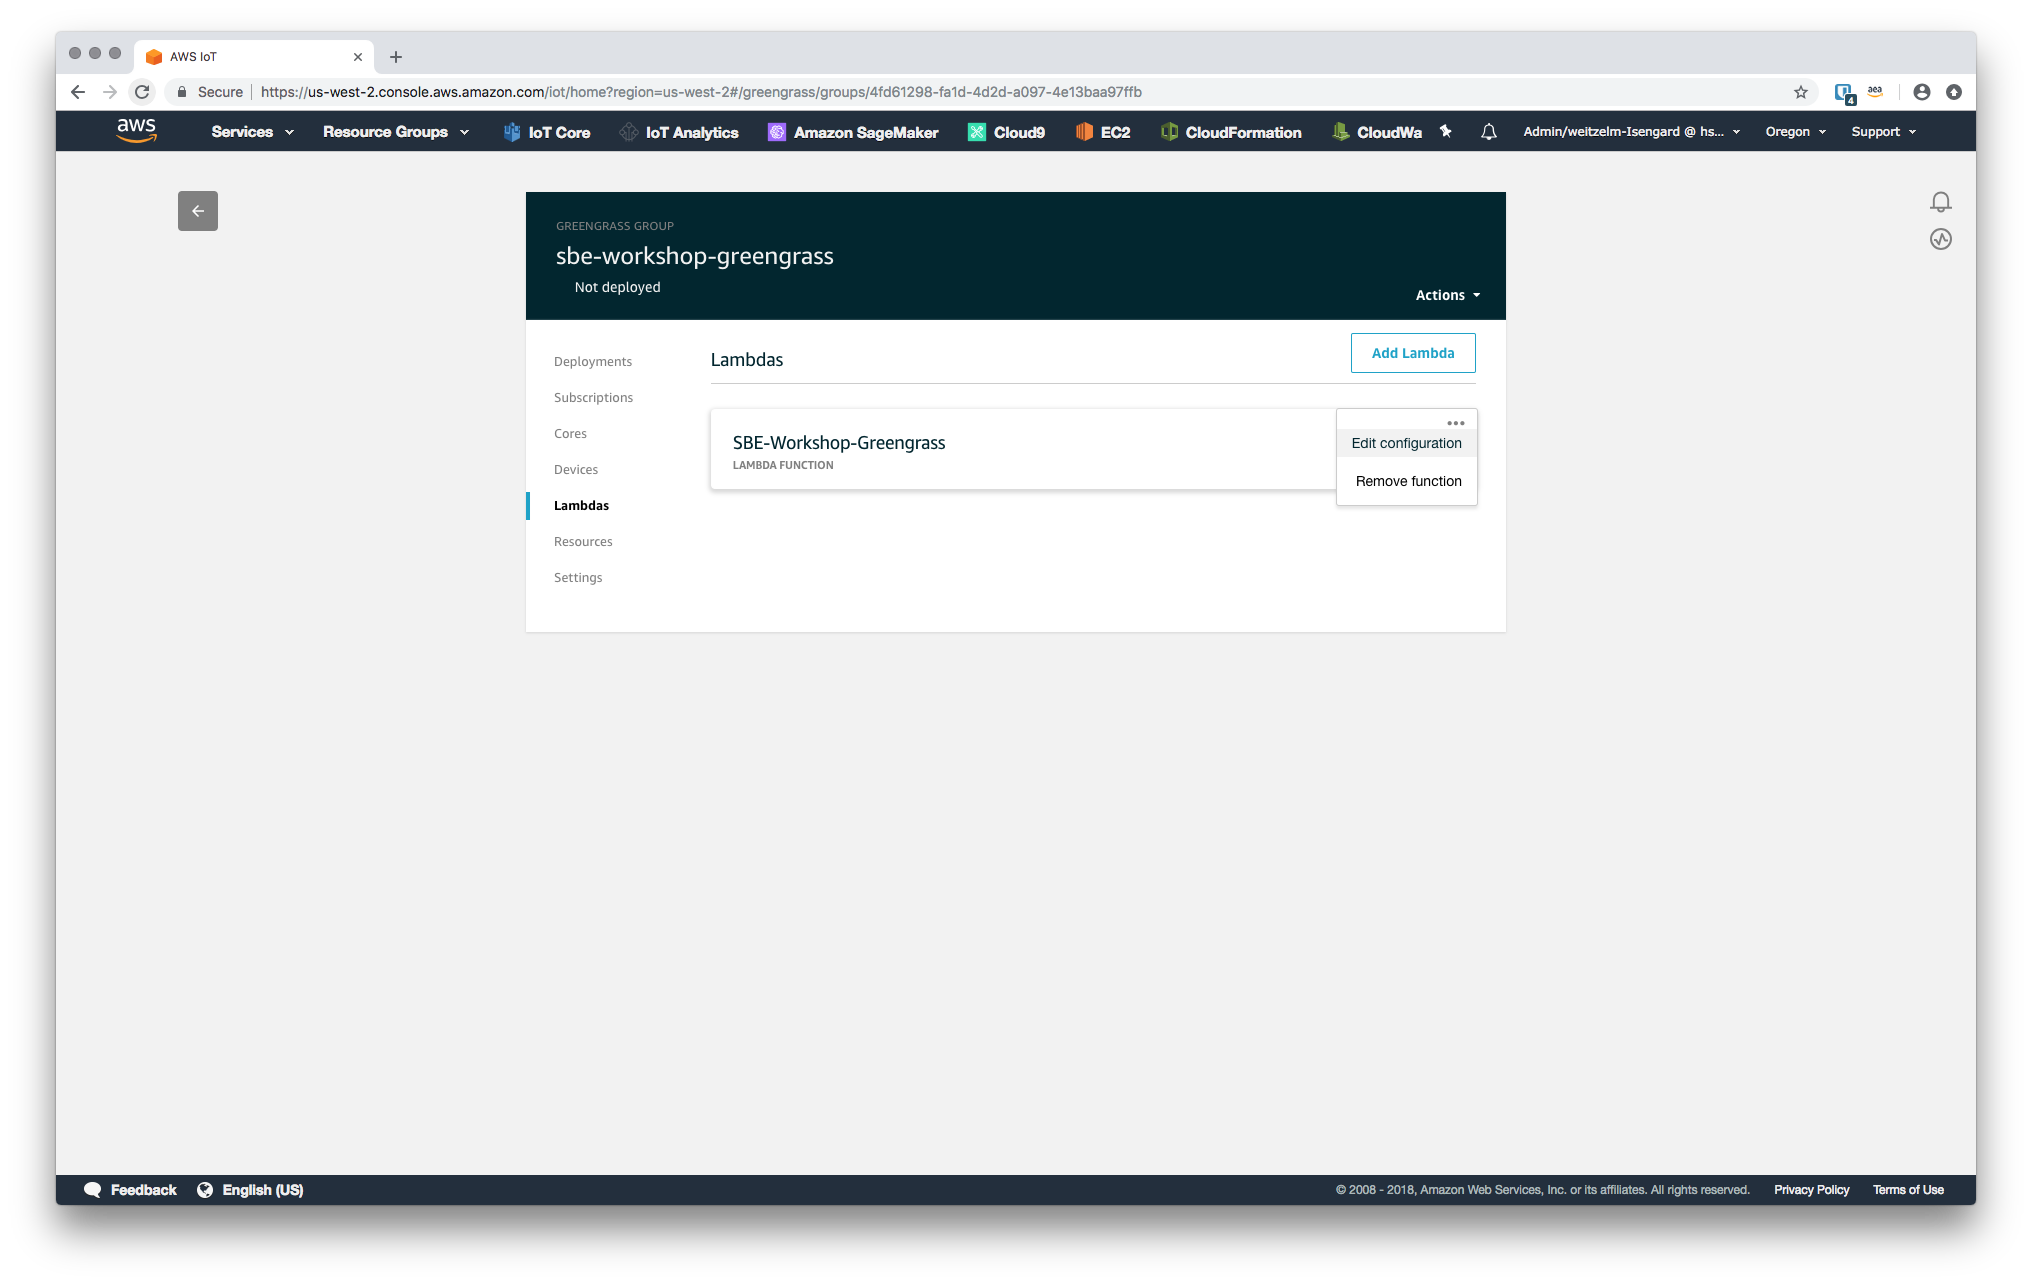 AWS IoT
Secure https://us-west-2.console.aws.amazon.com/iot/home?region=us-west-2#/greengrass/groups/4fd61298-fa1d-4d2d-a097-4e13baa97ffb
4 aea
aws Services Resource Groups IoT Core IoT Analytics Amazon SageMaker Cloud9 EC2 CloudFormation CloudWa Admin/weitzelm-Isengard @ hs... Oregon Support
GREENGRASS GROUP
sbe-workshop-greengrass
Not deployed
Actions
Deployments
Subscriptions
Cores
Devices
Lambdas
Resources
Settings
Lambdas
Add Lambda
SBE-Workshop-Greengrass
LAMBDA FUNCTION
Edit configuration
Remove function
Feedback English (US) © 2008 - 2018, Amazon Web Services, Inc. or its affiliates. All rights reserved. Privacy Policy Terms of Use